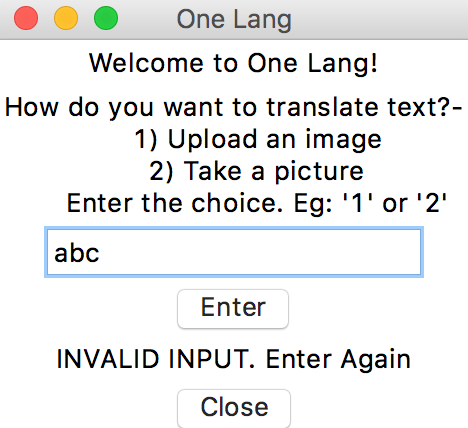 One Lang
Welcome to One Lang!
How do you want to translate text?-
1) Upload an image
2) Take a picture
Enter the choice. Eg: '1' or '2'
abc
Enter
INVALID INPUT. Enter Again
Close